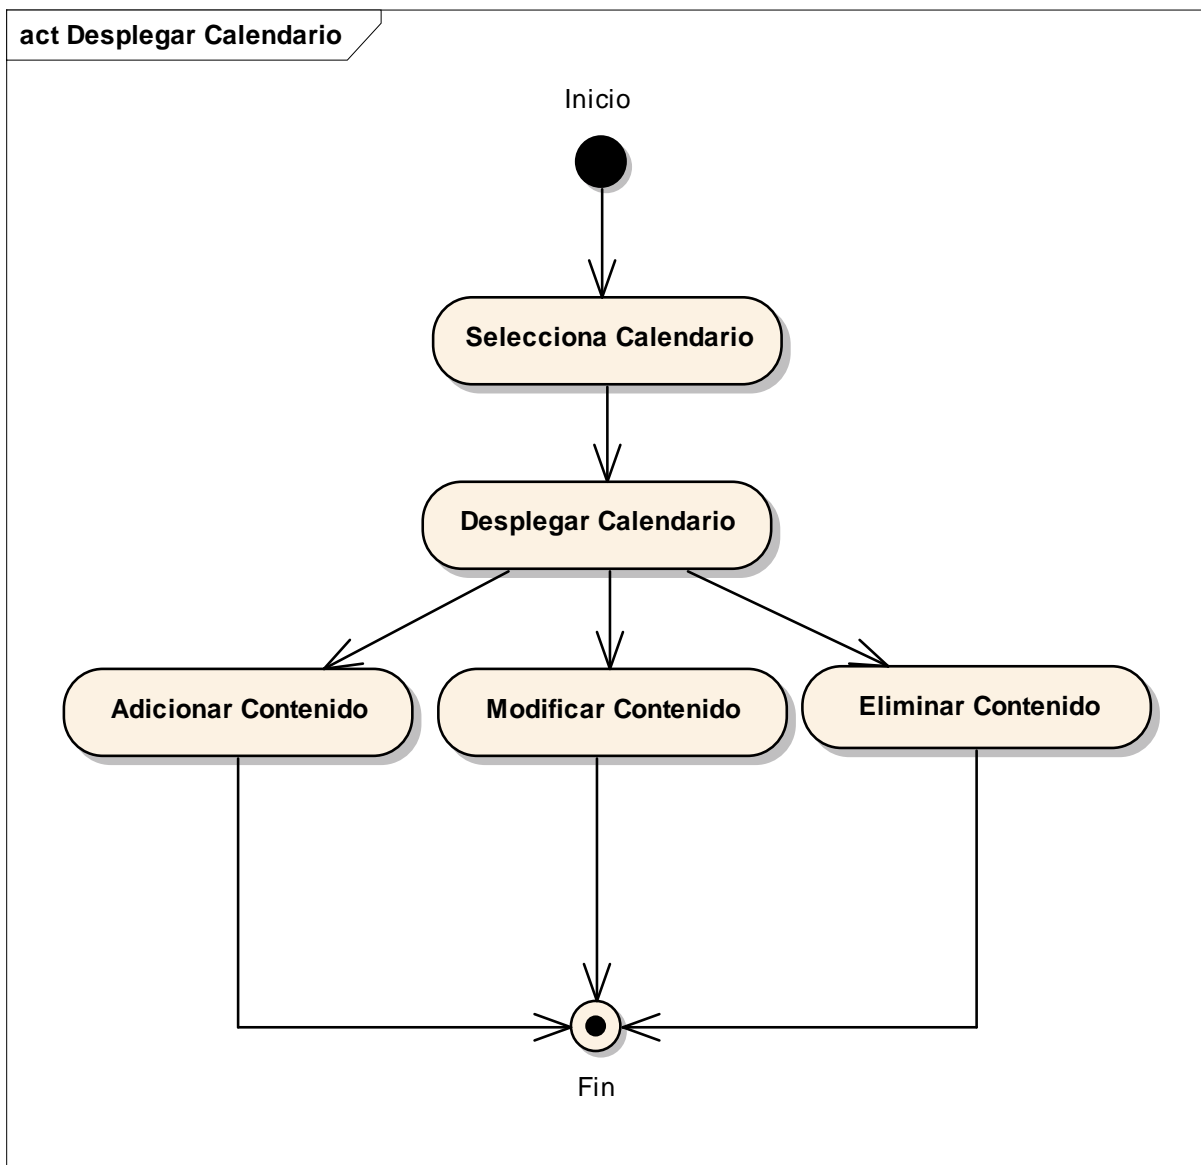 act Desplegar Calendario
Inicio
Selecciona Calendario
Desplegar Calendario
Adicionar Contenido
Modificar Contenido
Eliminar Contenido
Fin